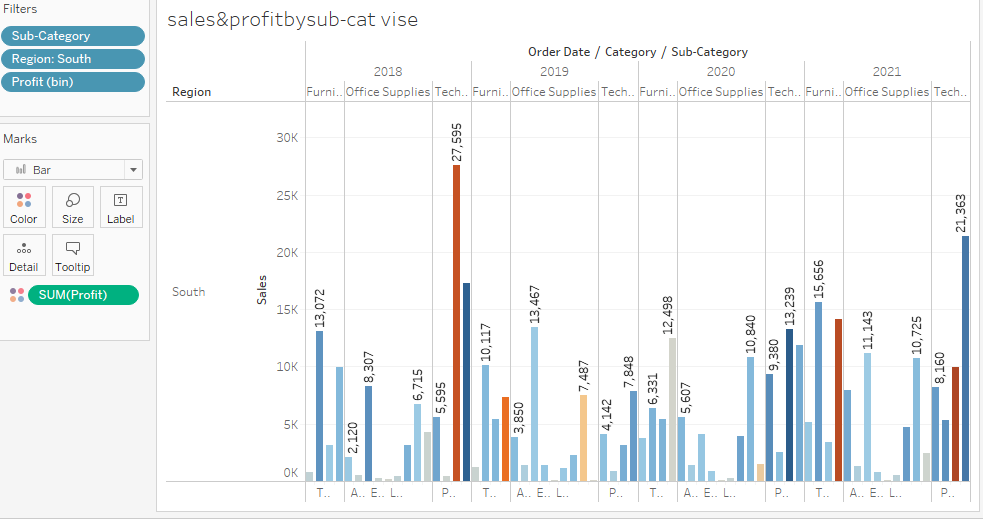 Filters
Sub-Category
Region: South
Profit (bin)
Marks
Bar
Color
Size
Label
Detail
Tooltip
SUM(Profit)
sales&profitbysub-cat vise
Order Date / Category / Sub-Category
2018 2019 2020 2021
Region
Furni.. Office Supplies Tech.. Furni.. Office Supplies Tech.. Furni.. Office Supplies Tech.. Furni.. Office Supplies Tech..
South
Sales
30K
25K
20K
15K
10K
5K
0K
13,072
2,120
8,307
6,715
5,595
27,595
10,117
3,850
13,467
7,487
4,142
7,848
6,331
12,498
5,607
10,840
9,380
13,239
15,656
11,143
10,725
8,160
21,363
T.. A.. E.. L.. P.. T.. A.. E.. L.. P.. T.. A.. E.. L.. P.. T.. A.. E.. L.. P..